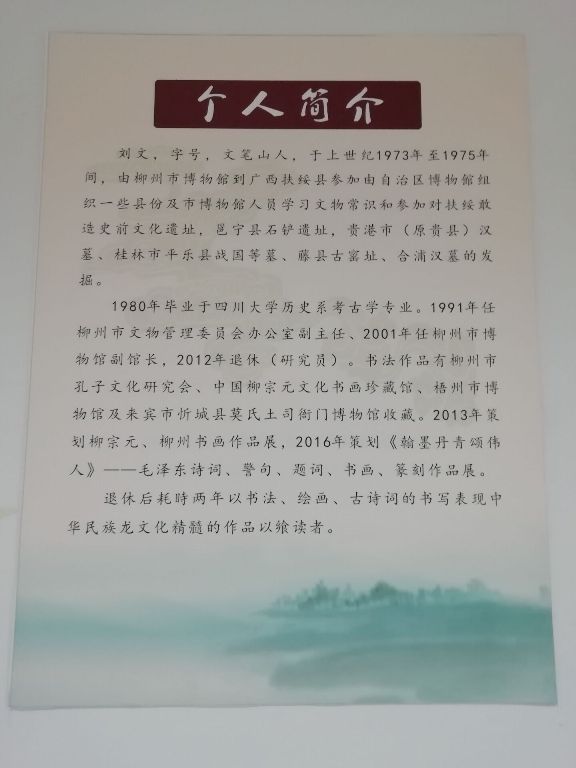 个人简介
刘文，字号，文笔山人，于上世纪1973年至1975年
间，由柳州市博物館到广西扶绥县参加由自治区博物館组
织一些县份及市博物館人员学习文物常识和参加对扶绥敢
造史前文化遗址，邕宁县石铲遗址，贵港市（原贵县）汉
墓、桂林市平乐县战国等墓、藤县古窑址、合浦汉墓的发
掘。
1980年毕业于四川大学历史系考古学专业。1991年任
柳州市文物管理委员会办公室副主任、2001年任柳州市博
物馆副馆长，2012年退休（研究员）。书法作品有柳州市
孔子文化研究会、中国柳宗元文化书画珍藏馆、梧州市博
物馆及来宾市忻城县莫氏土司衙门博物馆收藏。2013年策
划柳宗元、柳州书画作品展，2016年策划《翰墨丹青颂伟
人》——毛泽东诗词、警句、题词、书画、篆刻作品展。
退休后耗時两年以书法、绘画、古诗词的书写表现中
华民族龙文化精髓的作品以飨读者。